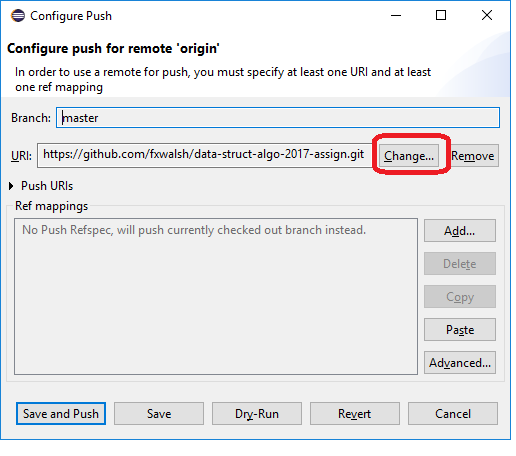 Configure Push
Configure push for remote 'origin'
In order to use a remote for push, you must specify at least one URI and at least
one ref mapping
Branch: master
URI: https://github.com/fxwalsh/data-struct-algo-2017-assign.git Change... Remove
Push URIs
Ref mappings
No Push Refspec, will push currently checked out branch instead.
Add...
Delete
Copy
Paste
Advanced...
Save and Push Save Dry-Run Revert Cancel